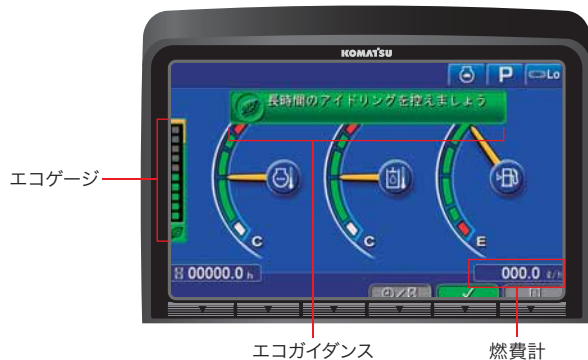 KOMATSU
P
Lo
長時間のアイドリングを控えましょう
エコゲージ
C
C
E
00000.0 h
000.0 ℓ/h
エコガイダンス
燃費計